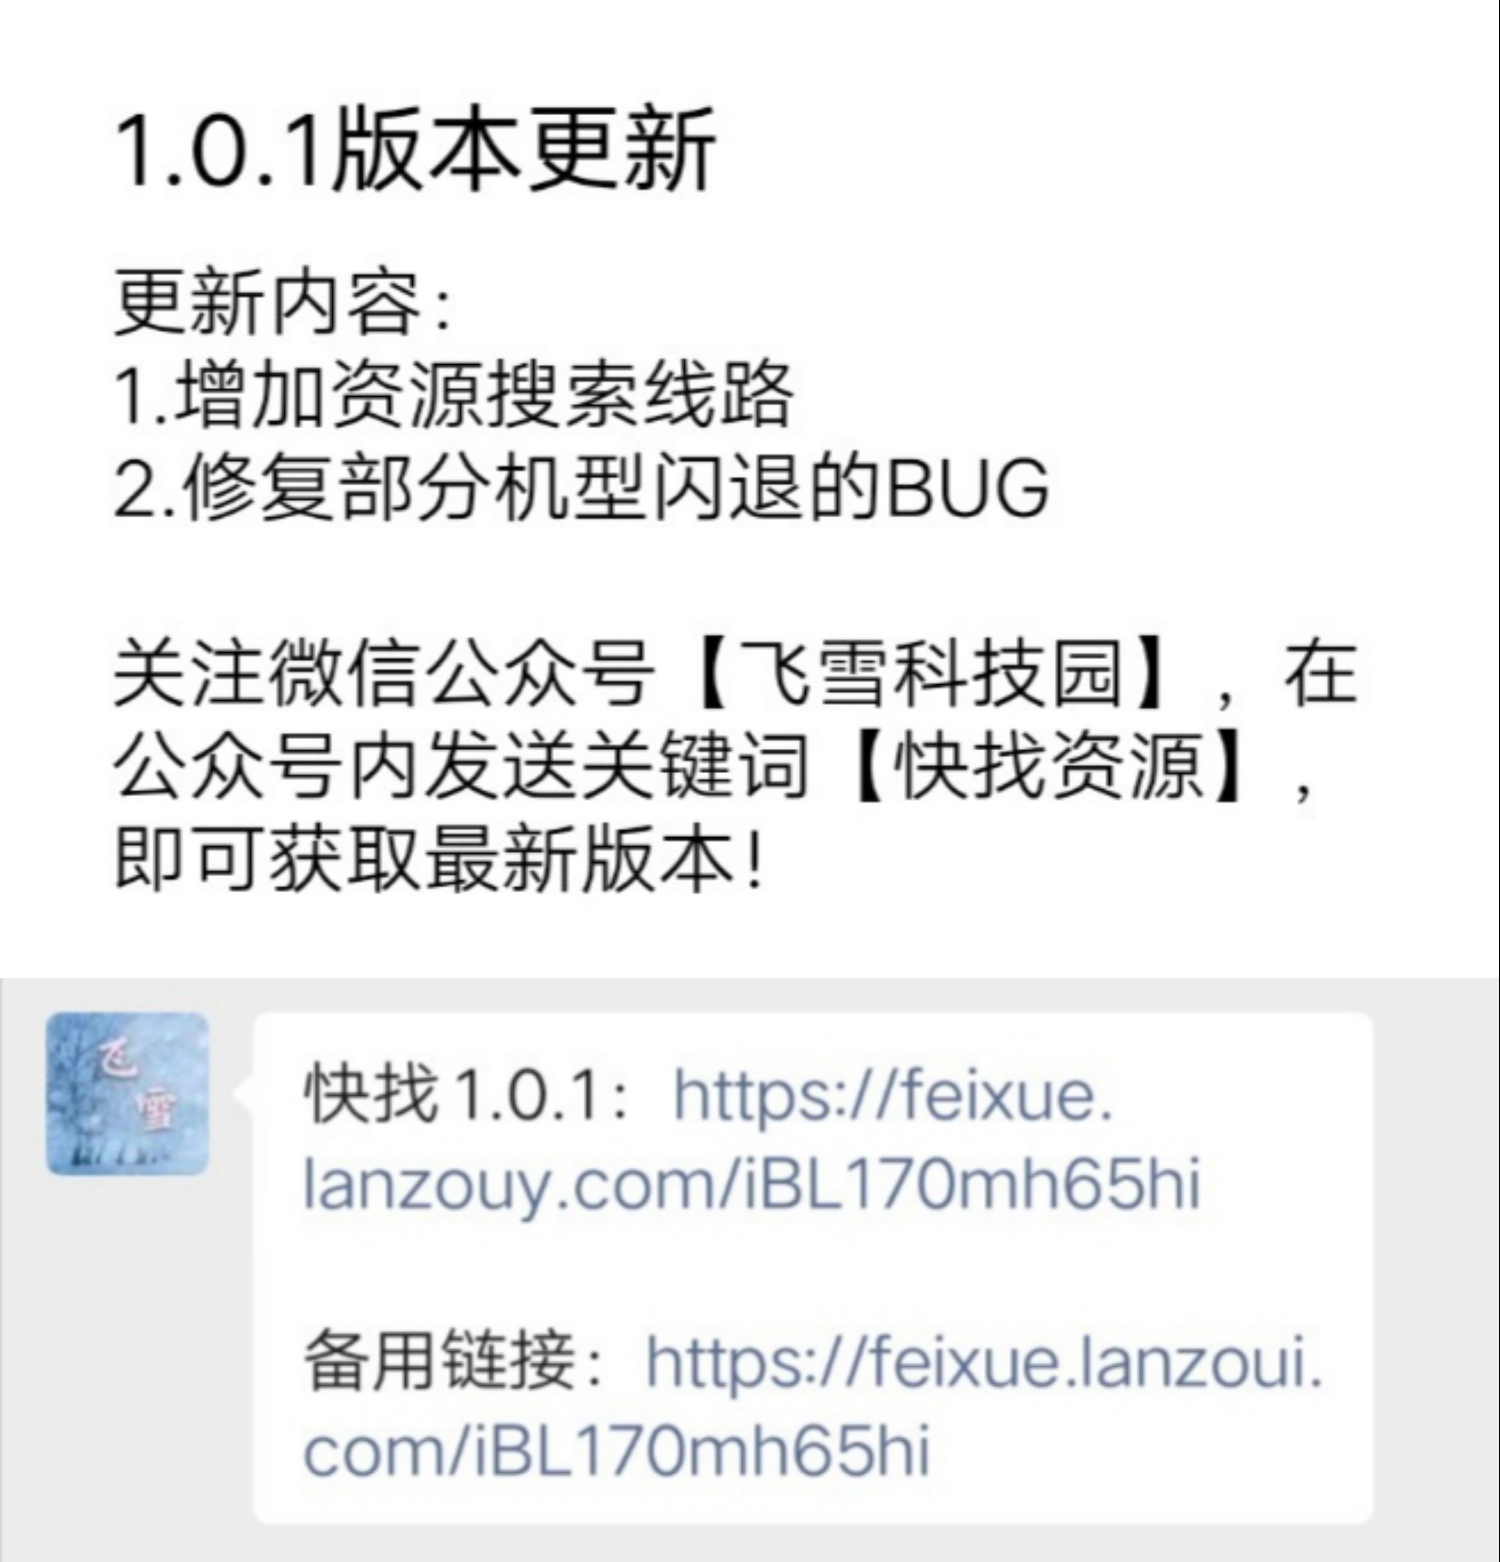 1.0.1版本更新
更新内容：
1.增加资源搜索线路
2.修复部分机型闪退的BUG
关注微信公众号【飞雪科技园】，在
公众号内发送关键词【快找资源】，
即可获取最新版本！
飞
雪
快找1.0.1：https://feixue.
lanzouy.com/iBL170mh65hi
备用链接：https://feixue.lanzoui.
com/iBL170mh65hi